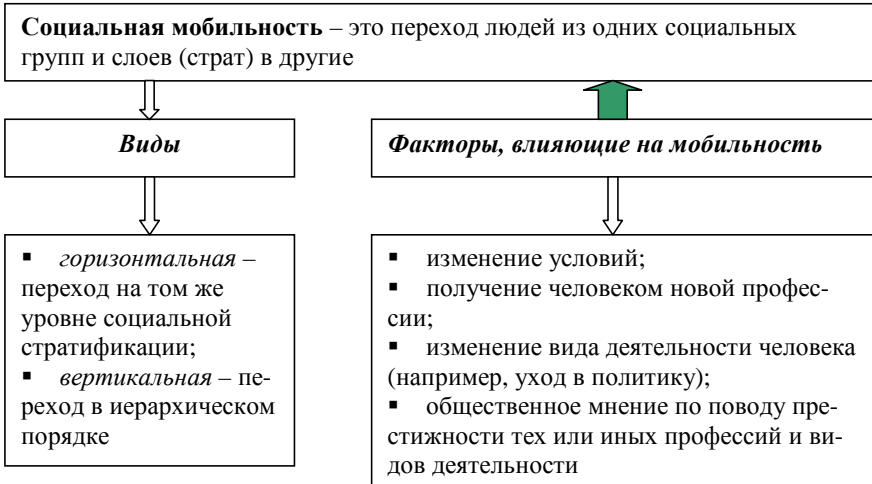 Социальная мобильность – это переход людей из одних социальных
групп и слоев (страт) в другие
Виды
Факторы, влияющие на мобильность
▪ горизонтальная –
переход на том же
уровне социальной
стратификации;
▪ вертикальная – пе-
реход в иерархическом
порядке
▪ изменение условий;
▪ получение человеком новой профес-
сии;
▪ изменение вида деятельности человека
(например, уход в политику);
▪ общественное мнение по поводу пре-
стижности тех или иных профессий и ви-
дов деятельности